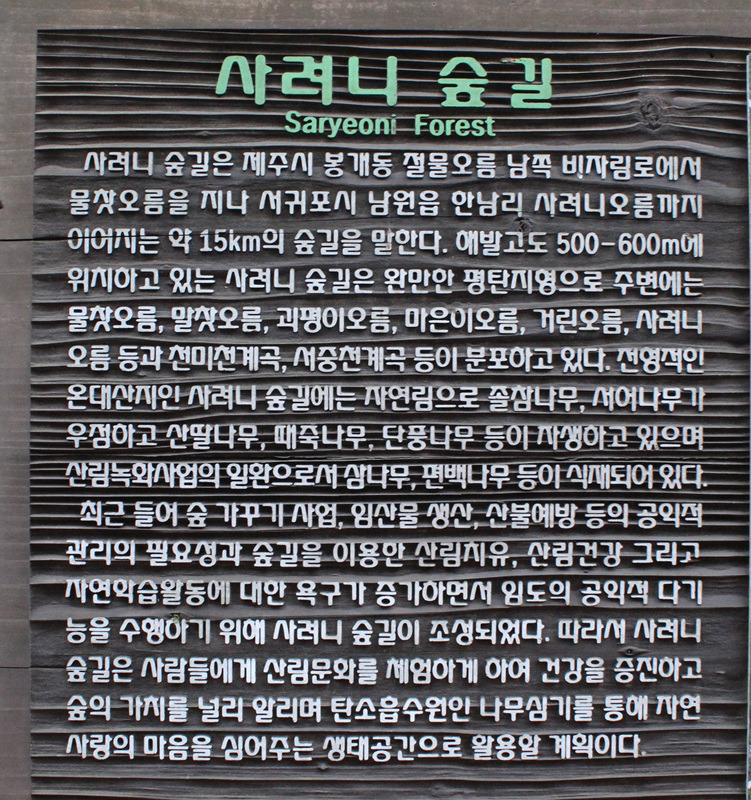 사려니 숲길
Saryeoni Forest
사려니 숲길은 제주시 봉개동 절물오름 남쪽 비자림로에서
물찻오름을 지나 서귀포시 남원읍 한남리 사려니오름까지
이어지는 약 15km의 숲길을 말한다. 해발고도 500-600m에
위치하고 있는 사려니 숲길은 완만한 평탄지형으로 주변에는
물찻오름, 말찻오름, 괴평이오름, 마은이오름, 거린오름, 사려니
오름 등과 천미천계곡, 서중천계곡 등이 분포하고 있다. 전형적인
온대산지인 사려니 숲길에는 자연림으로 졸참나무, 서어나무가
우점하고 산딸나무, 때죽나무, 단풍나무 등이 자생하고 있으며
산림녹화사업의 일환으로서 삼나무, 편백나무 등이 식재되어 있다.
최근 들어 숲 가꾸기 사업, 임산물 생산, 산불예방 등의 공익적
관리의 필요성과 숲길을 이용한 산림치유, 산림건강 그리고
자연학습활동에 대한 욕구가 증가하면서 임도의 공익적 다기
능을 수행하기 위해 사려니 숲길이 조성되었다. 따라서 사려니
숲길은 사람들에게 산림문화를 체험하게 하여 건강을 증진하고
숲의 가치를 널리 알리며 탄소흡수원인 나무심기를 통해 자연
사랑의 마음을 심어주는 생태공간으로 활용할 계획이다.